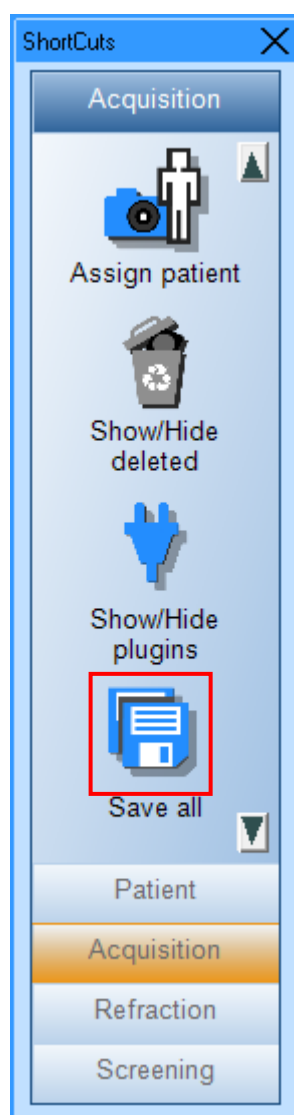 ShortCuts
Acquisition
Assign patient
Show/Hide
deleted
Show/Hide
plugins
Save all
Patient
Acquisition
Refraction
Screening